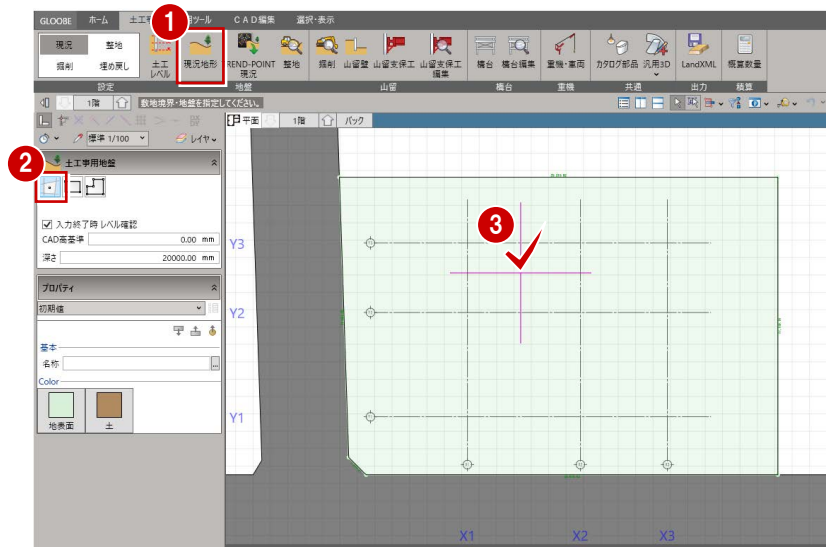 GLOOBE ホーム 土工事 用ツール CAD編集 選択・表示
現況 整地
掘削 埋め戻し
土工レベル
現況地形
REND-POINT 現況
整地
掘削 山留壁 山留支保工 山留支保工編集
構台 構台編集
重機・車両
カタログ部品 汎用3D
LandXML 概算数量
設定 地盤 山留 構台 重機 共通 出力 積算
1階 敷地境界・地盤を指定してください。
平面 1階 バック
標準 1/100 レイヤ
土工事用地盤
入力終了時 レベル確認
CAD高基準 0.00 mm
深さ 20000.00 mm
プロパティ
初期値
基本
名称
Color
地表面 土
1
2
3
Y3
Y2
Y1
X1 X2 X3